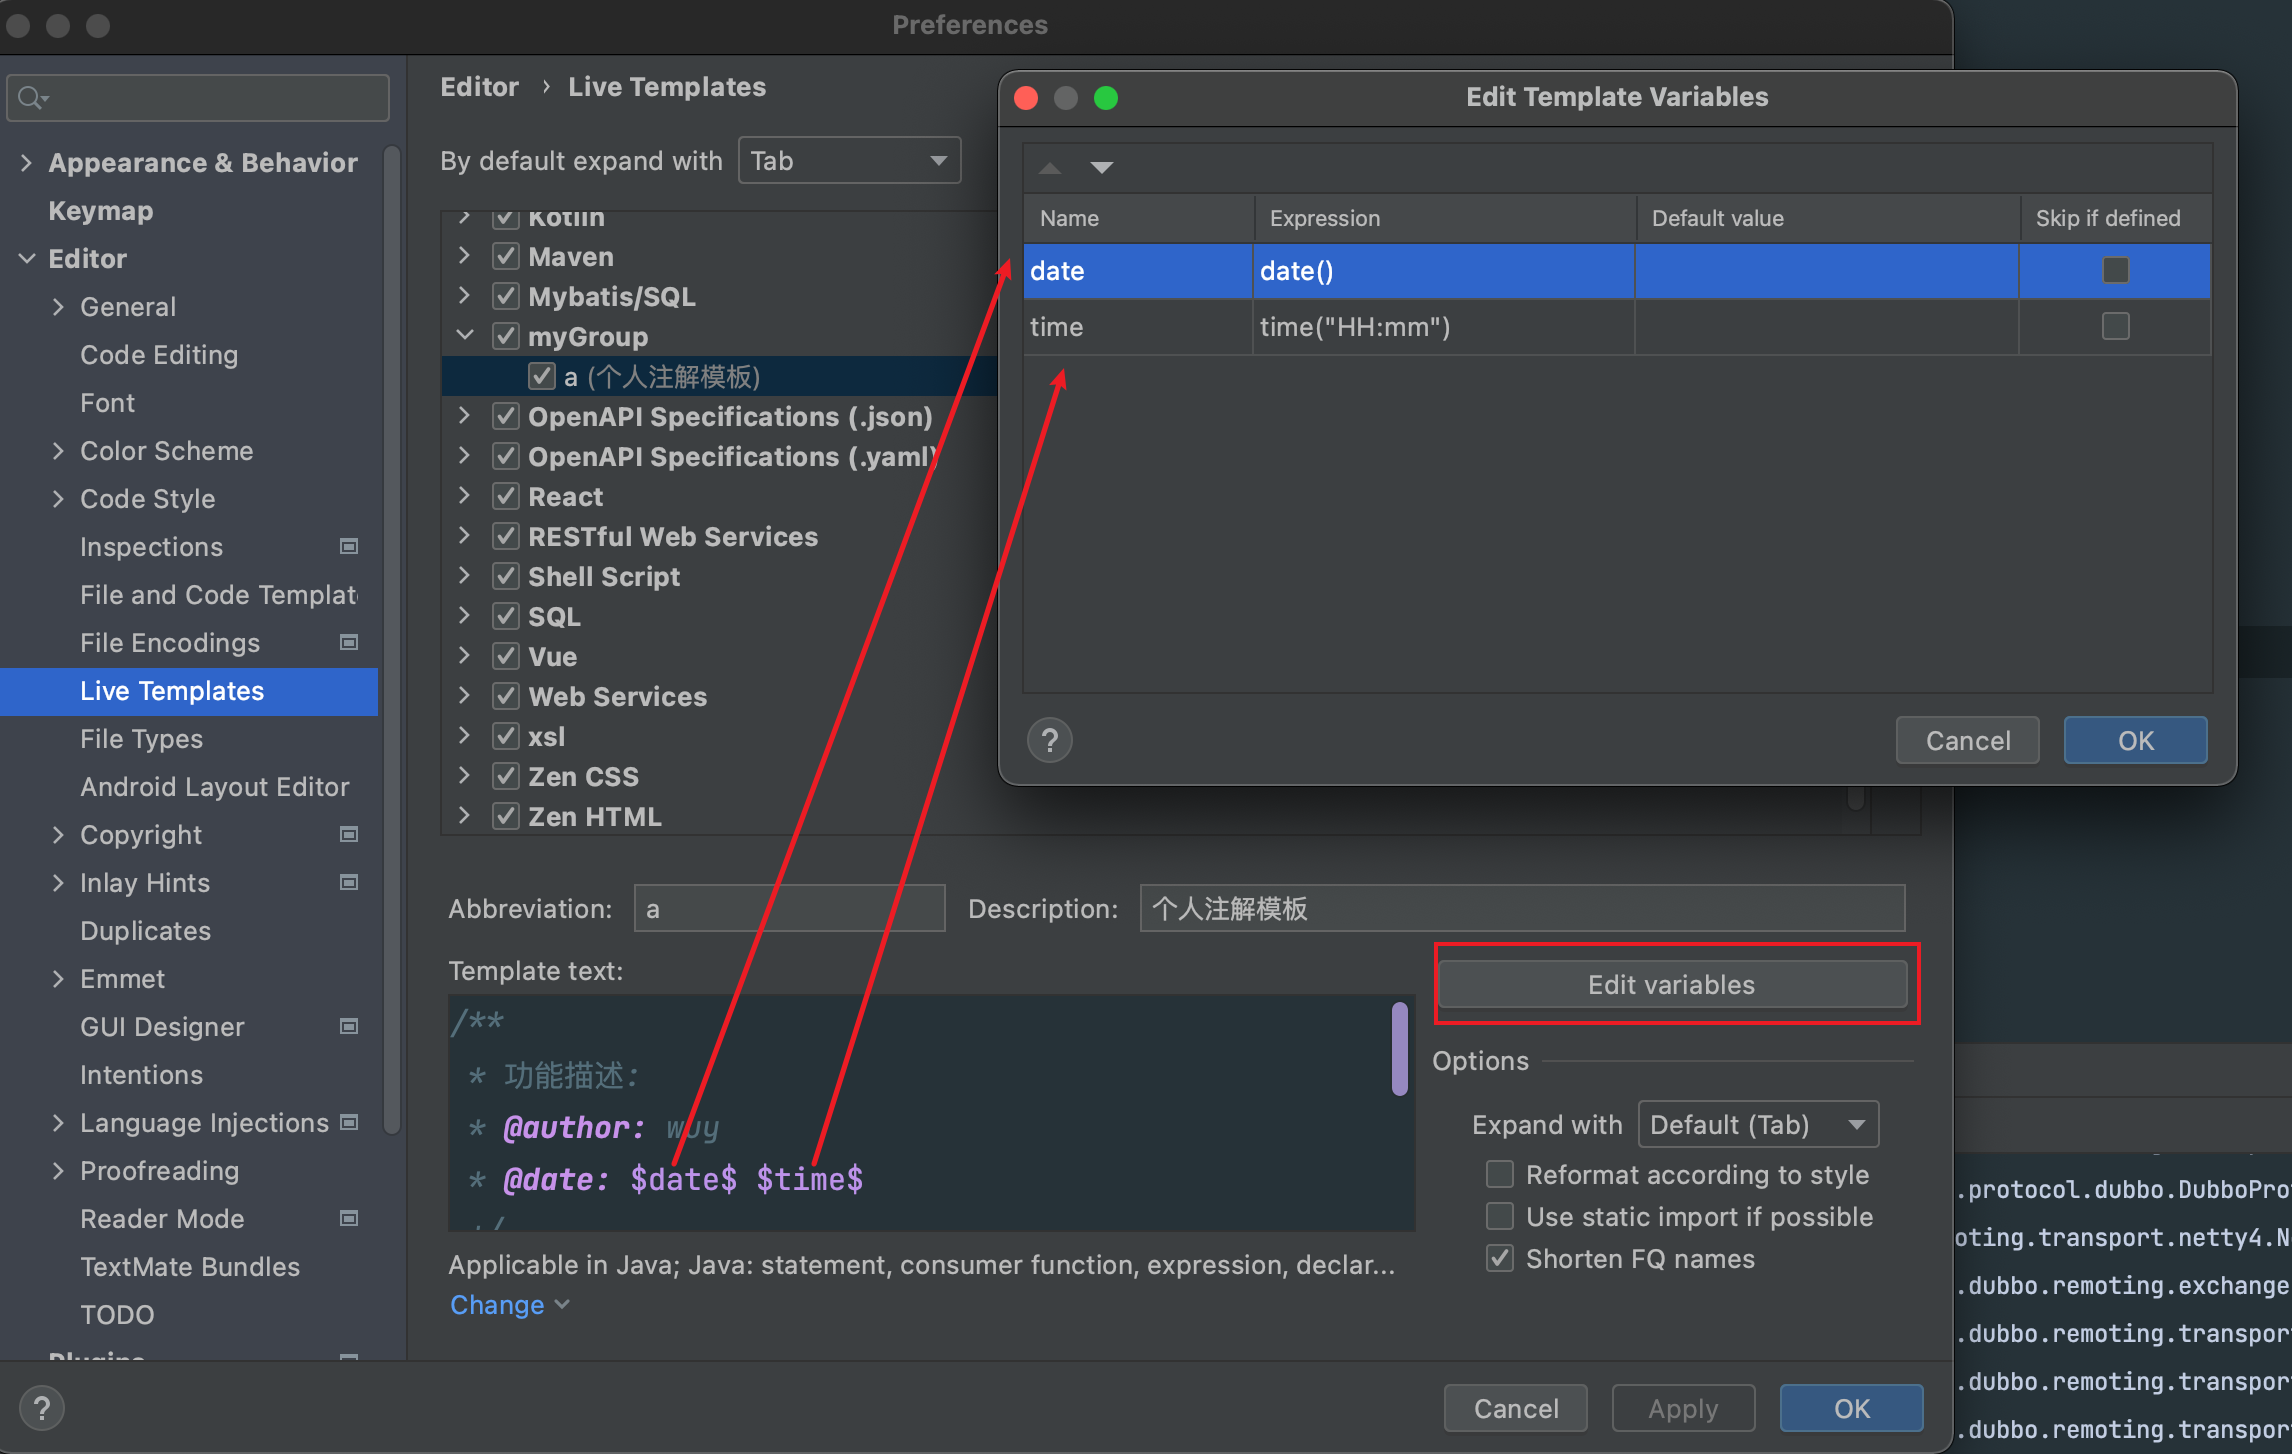 Preferences
Appearance & Behavior
Keymap
Editor
General
Code Editing
Font
Color Scheme
Code Style
Inspections
File and Code Templat
File Encodings
Live Templates
File Types
Android Layout Editor
Copyright
Inlay Hints
Duplicates
Emmet
GUI Designer
Intentions
Language Injections
Proofreading
Reader Mode
TextMate Bundles
TODO
Plugins
Editor › Live Templates
By default expand with Tab
Kotlin
Maven
Mybatis/SQL
myGroup
a (个人注解模板)
OpenAPI Specifications (.json)
OpenAPI Specifications (.yaml)
React
RESTful Web Services
Shell Script
SQL
Vue
Web Services
xsl
Zen CSS
Zen HTML
Abbreviation: a Description: 个人注解模板
Template text:
/**
* 功能描述:
* @author: wuy
* @date: $date$ $time$
*/
Applicable in Java; Java: statement, consumer function, expression, declar...
Change
Edit variables
Options
Expand with Default (Tab)
Reformat according to style
Use static import if possible
Shorten FQ names
? Cancel Apply OK
Edit Template Variables
Name Expression Default value Skip if defined
date date()
time time("HH:mm")
? Cancel OK
.protocol.dubbo.DubboPro
oting.transport.netty4.N
.dubbo.remoting.exchange
.dubbo.remoting.transpor
.dubbo.remoting.transpor
.dubbo.remoting.transpor